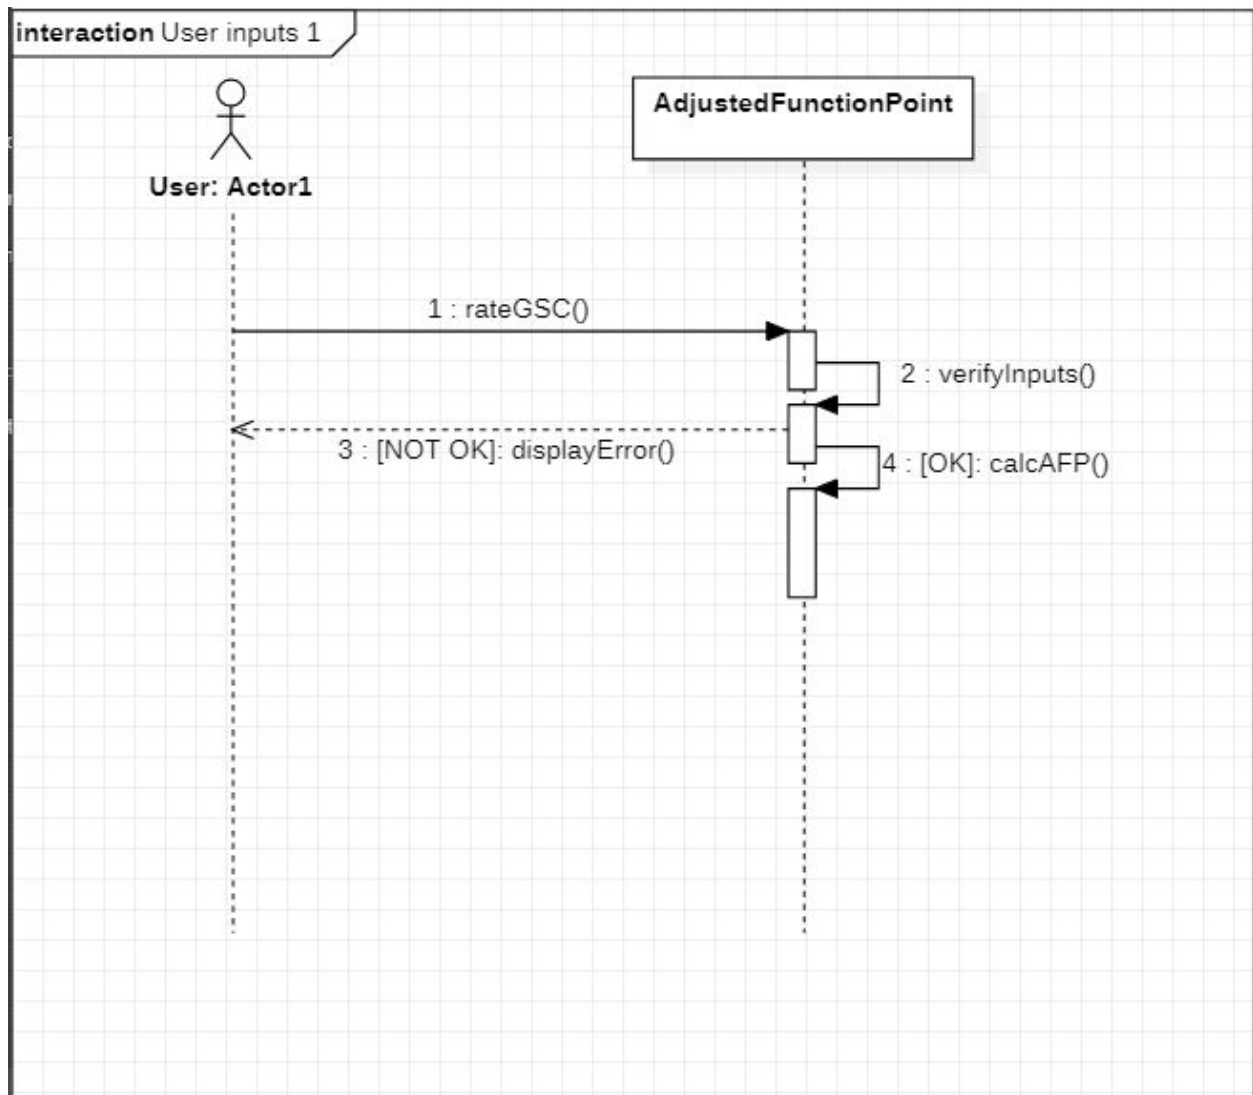 interaction User inputs 1
AdjustedFunctionPoint
User: Actor1
1 : rateGSC()
2 : verifyInputs()
3 : [NOT OK]: displayError()
4 : [OK]: calcAFP()